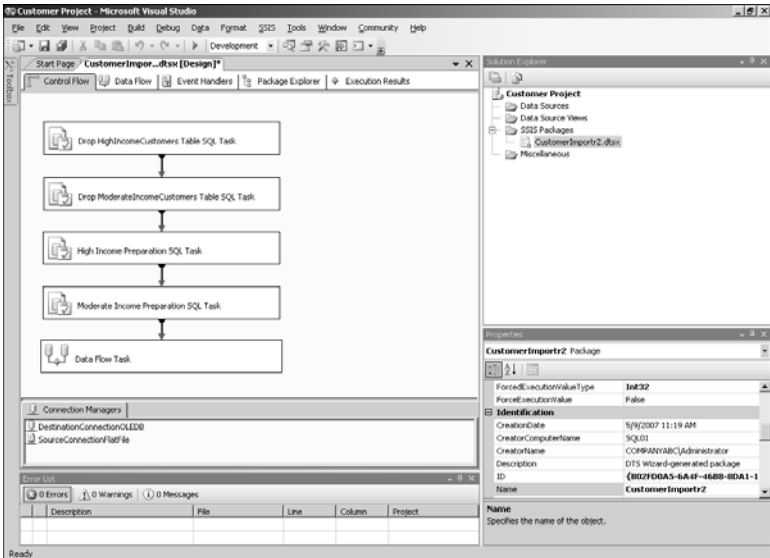 Customer Project - Microsoft Visual Studio
File Edit View Project Build Debug Data Format SSIS Tools Window Community Help
Development
Toolbox
Start Page CustomerImpor...dtsx [Design]*
Control Flow Data Flow Event Handlers Package Explorer Execution Results
Drop HighIncomeCustomers Table SQL Task
Drop ModerateIncomeCustomers Table SQL Task
High Income Preparation SQL Task
Moderate Income Preparation SQL Task
Data Flow Task
Connection Managers
DestinationConnectionOLEDB
SourceConnectionFlatFile
Error List
0 Errors 0 Warnings 0 Messages
Description File Line Column Project
Ready
Solution Explorer
Customer Project
Data Sources
Data Source Views
SSIS Packages
CustomerImportr2.dtsx
Miscellaneous
Properties
CustomerImportr2 Package
ForcedExecutionValueType Int32
ForceExecutionValue False
Identification
CreationDate 5/9/2007 11:19 AM
CreatorComputerName SQL01
CreatorName COMPANYABC\Administrator
Description DTS Wizard-generated package
ID {B02FD0A5-6A4F-46B8-8DA1-1
Name CustomerImportr2
Name
Specifies the name of the object.